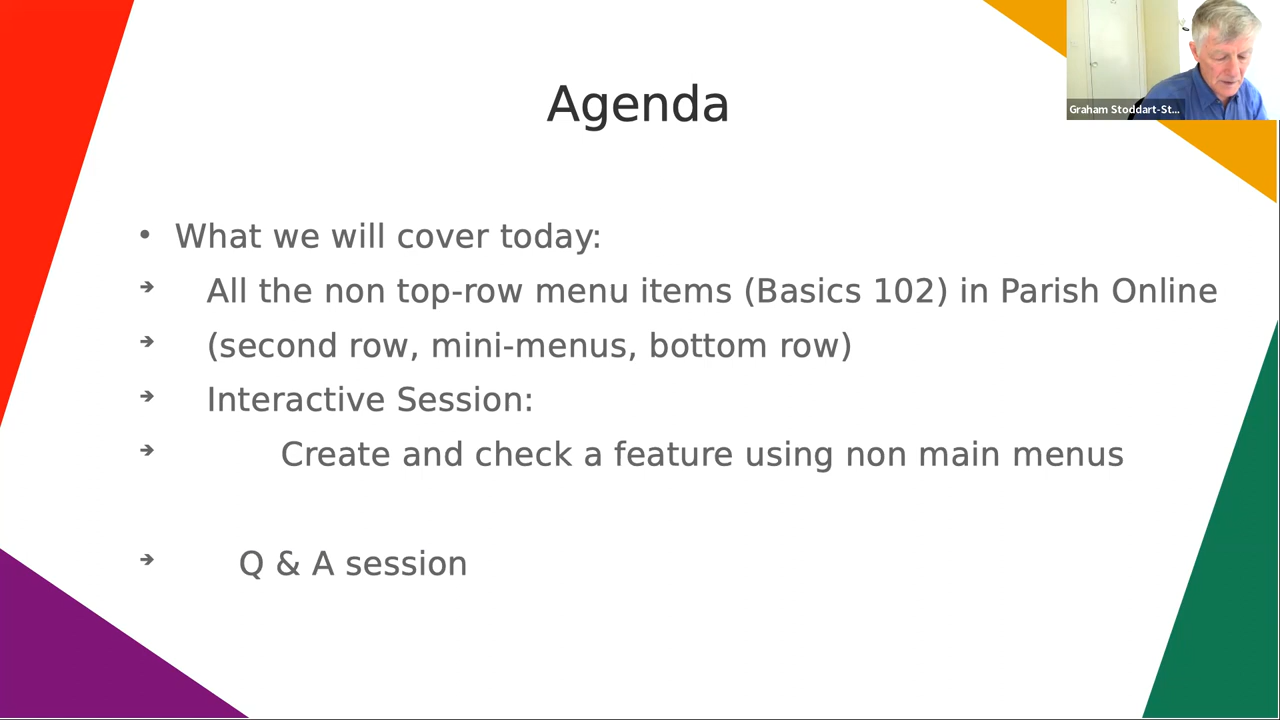 Graham Stoddart-St...
Agenda
• What we will cover today:
➔ All the non top-row menu items (Basics 102) in Parish Online
➔ (second row, mini-menus, bottom row)
➔ Interactive Session:
➔ Create and check a feature using non main menus
➔ Q & A session